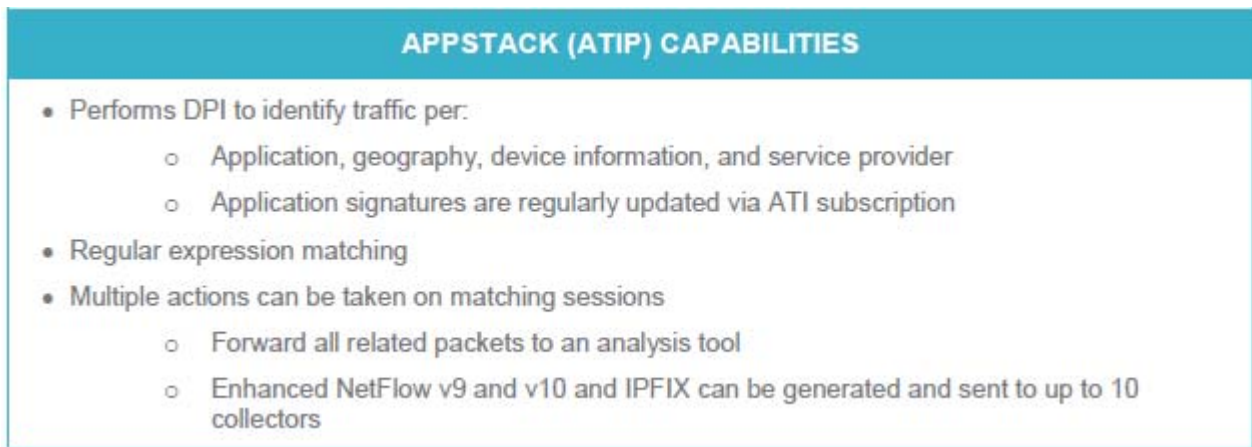 APPSTACK (ATIP) CAPABILITIES
• Performs DPI to identify traffic per:
o Application, geography, device information, and service provider
o Application signatures are regularly updated via ATI subscription
• Regular expression matching
• Multiple actions can be taken on matching sessions
o Forward all related packets to an analysis tool
o Enhanced NetFlow v9 and v10 and IPFIX can be generated and sent to up to 10
collectors